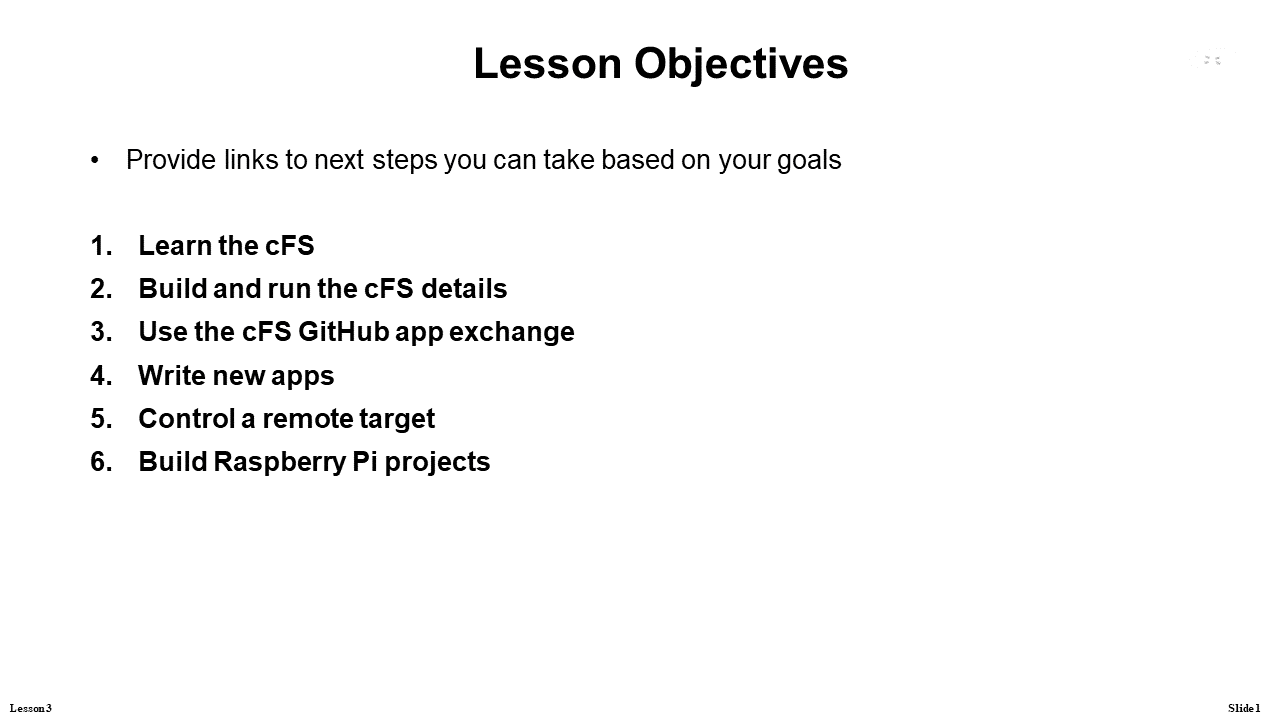 Lesson Objectives
• Provide links to next steps you can take based on your goals
1. Learn the cFS
2. Build and run the cFS details
3. Use the cFS GitHub app exchange
4. Write new apps
5. Control a remote target
6. Build Raspberry Pi projects
Lesson 3
Slide 1